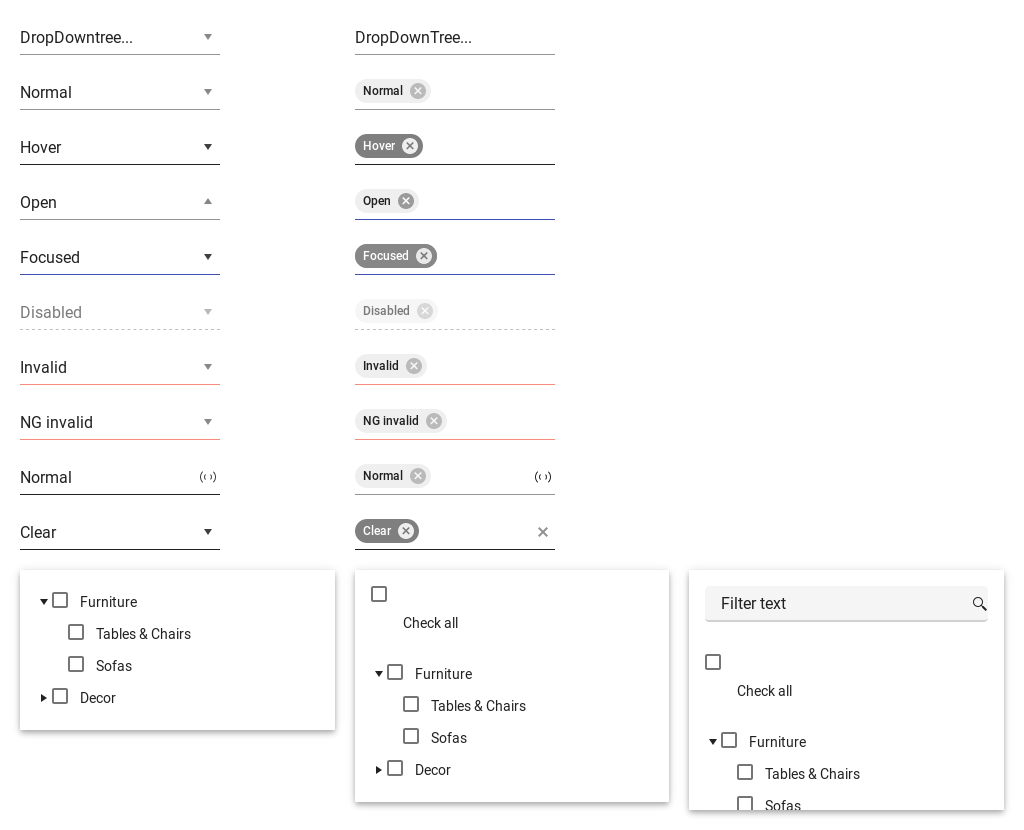 DropDowntree...
Normal
Hover
Open
Focused
Disabled
Invalid
NG invalid
Normal
Clear
DropDownTree...
Normal
Hover
Open
Focused
Disabled
Invalid
NG invalid
Normal
Clear
Furniture
Tables & Chairs
Sofas
Decor
Check all
Furniture
Tables & Chairs
Sofas
Decor
Filter text
Check all
Furniture
Tables & Chairs
Sofas